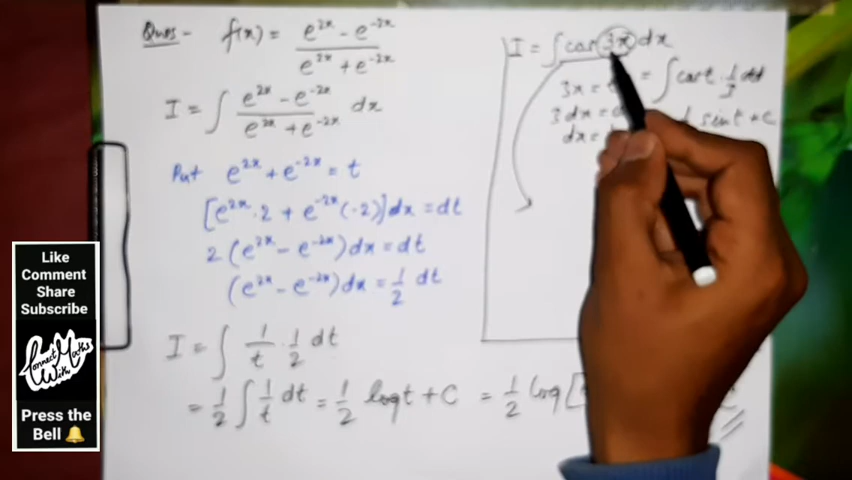 Ques- f(x) = e^{2x} - e^{-2x} / e^{2x} + e^{-2x}
I = ∫ e^{2x} - e^{-2x} / e^{2x} + e^{-2x} dx
Put e^{2x} + e^{-2x} = t
[e^{2x} · 2 + e^{-2x} (-2)] dx = dt
2 (e^{2x} - e^{-2x}) dx = dt
(e^{2x} - e^{-2x}) dx = 1/2 dt
I = ∫ 1/t · 1/2 dt
= 1/2 ∫ 1/t dt = 1/2 log t + C = 1/2 log [
I = ∫ cos 3x dx
3x = = ∫ cos t · 1/3 dt
3 dx = sin t + C
dx =
Like
Comment
Share
Subscribe
Connect
With
Maths
Press the
Bell 🔔